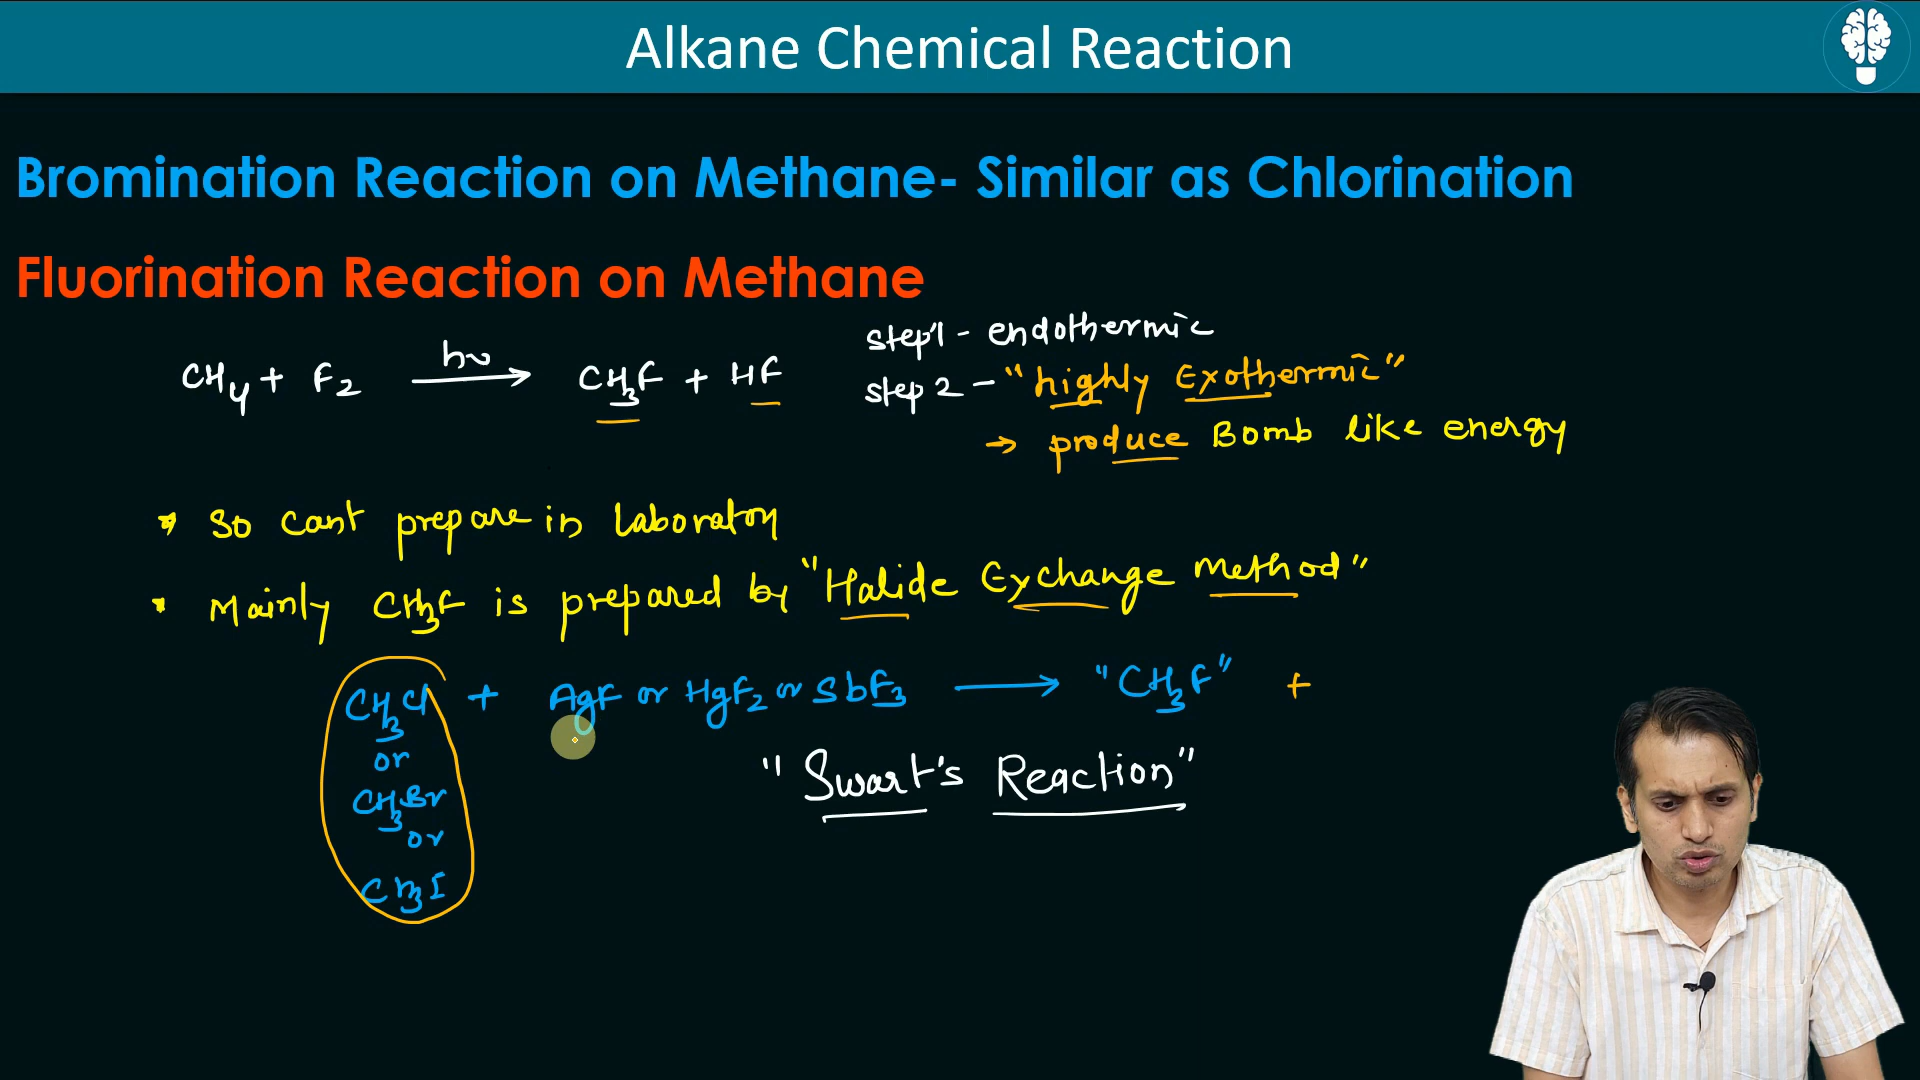 Alkane Chemical Reaction
Bromination Reaction on Methane- Similar as Chlorination
Fluorination Reaction on Methane
CH4 + F2 hν → CH3F + HF
step 1 - endothermic
step 2 - "highly Exothermic"
→ produce Bomb like energy
* So cant prepare in laboratory
* Mainly CH3F is prepared by "Halide Exchange Method"
CH3Cl + AgF or HgF2 or SbF3 → "CH3F" +
or
CH3Br
or
CH3I
"Swart's Reaction"